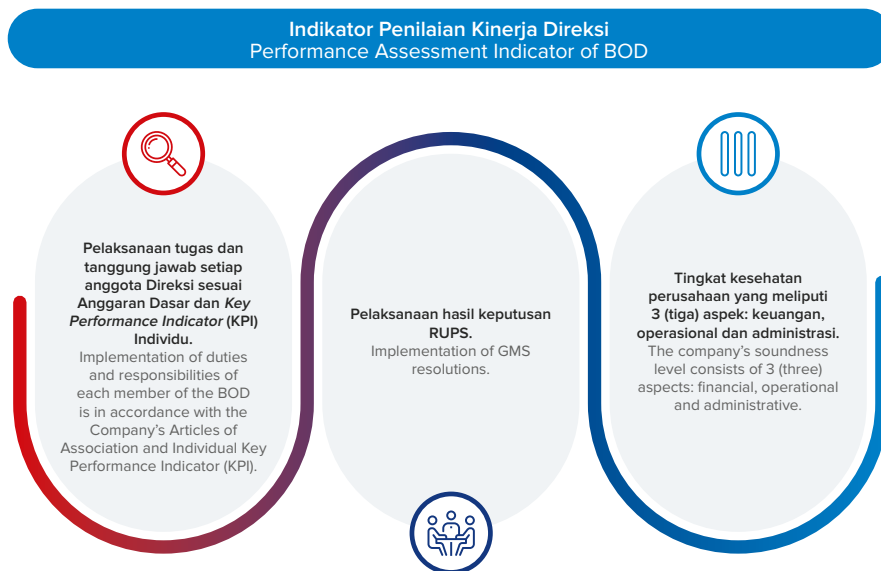 Indikator Penilaian Kinerja Direksi
Performance Assessment Indicator of BOD
Pelaksanaan tugas dan
tanggung jawab setiap
anggota Direksi sesuai
Anggaran Dasar dan Key
Performance Indicator (KPI)
Individu.
Implementation of duties
and responsibilities of
each member of the BOD
is in accordance with the
Company’s Articles of
Association and Individual Key
Performance Indicator (KPI).
Pelaksanaan hasil keputusan
RUPS.
Implementation of GMS
resolutions.
Tingkat kesehatan
perusahaan yang meliputi
3 (tiga) aspek: keuangan,
operasional dan administrasi.
The company’s soundness
level consists of 3 (three)
aspects: financial, operational
and administrative.